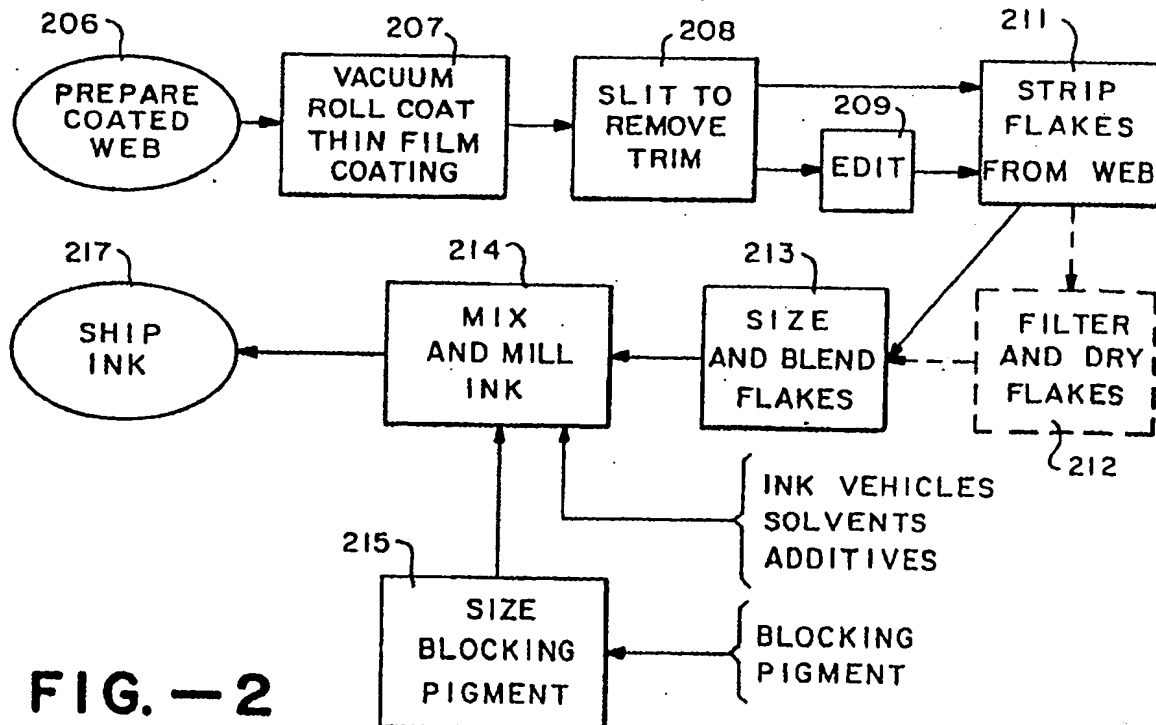 206
PREPARE
COATED
WEB
207
VACUUM
ROLL COAT
THIN FILM
COATING
208
SLIT TO
REMOVE
TRIM
209
EDIT
211
STRIP
FLAKES
FROM WEB
217
SHIP
INK
214
MIX
AND MILL
INK
213
SIZE
AND BLEND
FLAKES
FILTER
AND DRY
FLAKES
212
INK VEHICLES
SOLVENTS
ADDITIVES
215
SIZE
BLOCKING
PIGMENT
BLOCKING
PIGMENT
FIG.-2